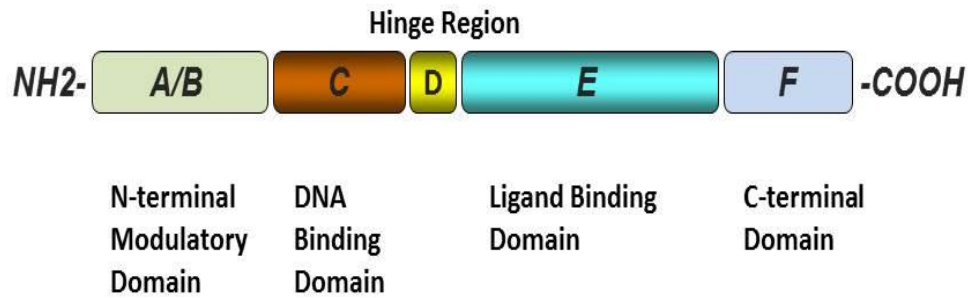 Hinge Region
NH2- A/B C D E F -COOH
N-terminal Modulatory Domain
DNA Binding Domain
Ligand Binding Domain
C-terminal Domain